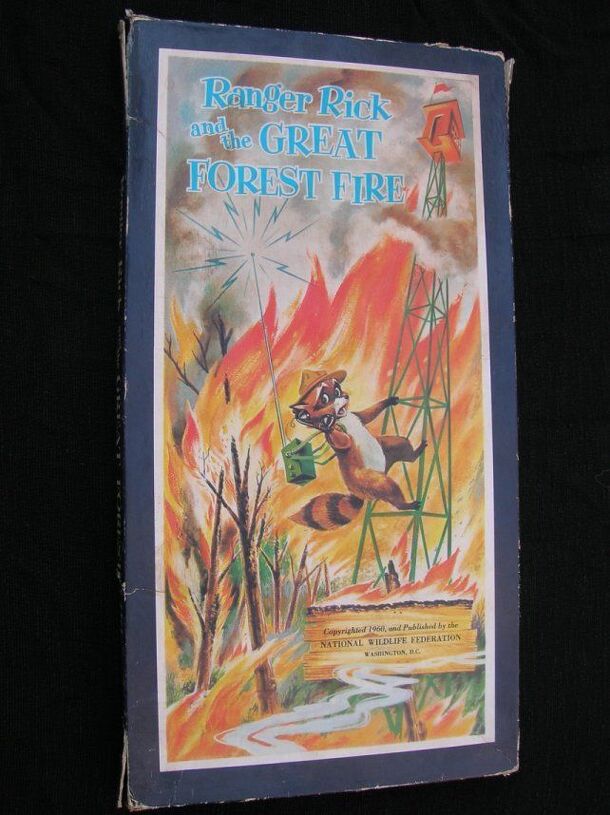 Ranger Rick
and the GREAT
FOREST FIRE
Copyrighted 1960, and Published by the
NATIONAL WILDLIFE FEDERATION
WASHINGTON, D.C.